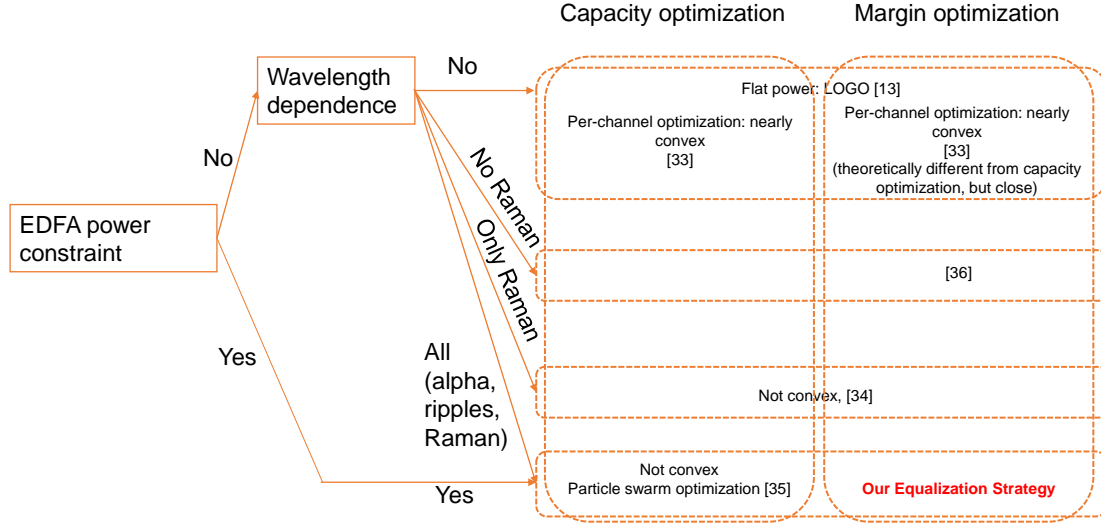 Capacity optimization
Margin optimization
Wavelength
dependence
No
Flat power: LOGO [13]
Per-channel optimization: nearly
convex
[33]
Per-channel optimization: nearly
convex
[33]
(theoretically different from capacity
optimization, but close)
No
No Raman
EDFA power
constraint
Only Raman
[36]
Yes
All
(alpha,
ripples,
Raman)
Not convex, [34]
Yes
Not convex
Particle swarm optimization [35]
Our Equalization Strategy